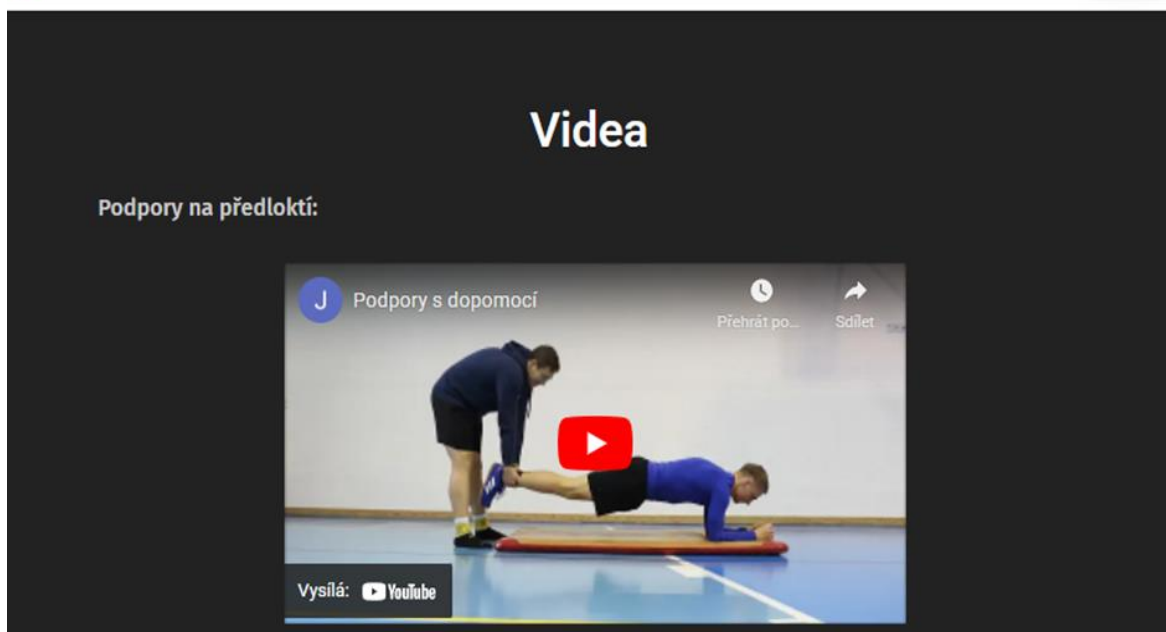 Videa
Podpory na předloktí:
J Podpory s dopomocí
Přehrát po...
Sdílet
Vysílá: YouTube